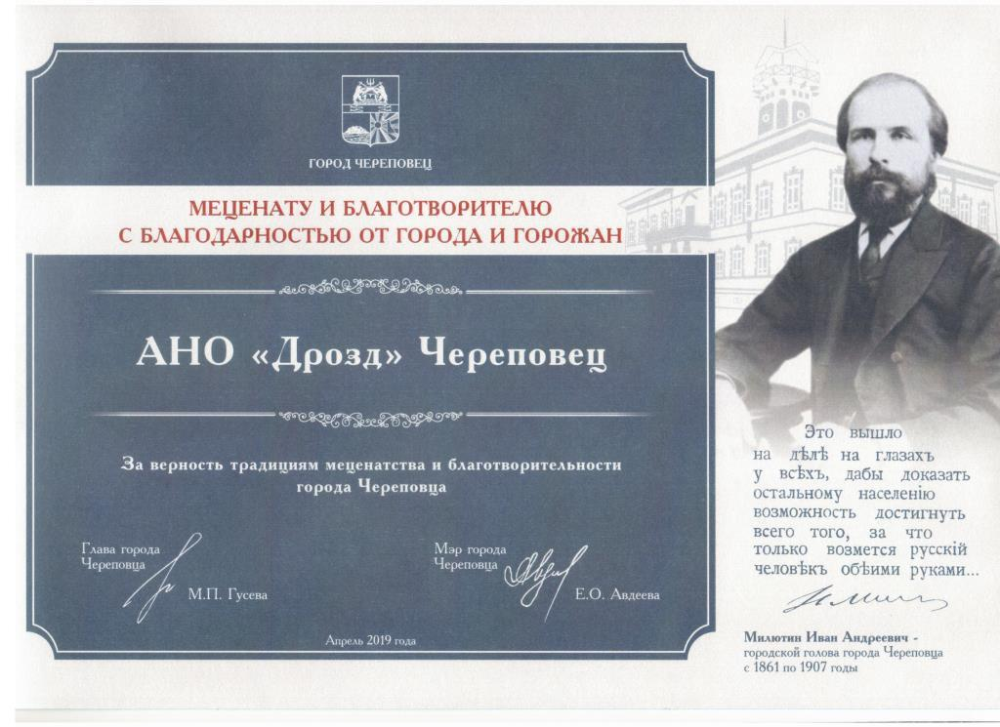 ГОРОД ЧЕРЕПОВЕЦ
МЕЦЕНАТУ И БЛАГОТВОРИТЕЛЮ
С БЛАГОДАРНОСТЬЮ ОТ ГОРОДА И ГОРОЖАН
АНО «Дрозд» Череповец
За верность традициям меценатства и благотворительности
города Череповца
Глава города
Череповца
М.П. Гусева
Мэр города
Череповца
Е.О. Авдеева
Апрель 2019 года
Это вышло
на дѣлѣ на глазахъ
у всѣхъ, дабы доказать
остальному населенію
возможность достигнуть
всего того, за что
только возмется русскій
человѣкъ обѣими руками...
Милютин Иван Андреевич -
городской голова города Череповца
с 1861 по 1907 годы